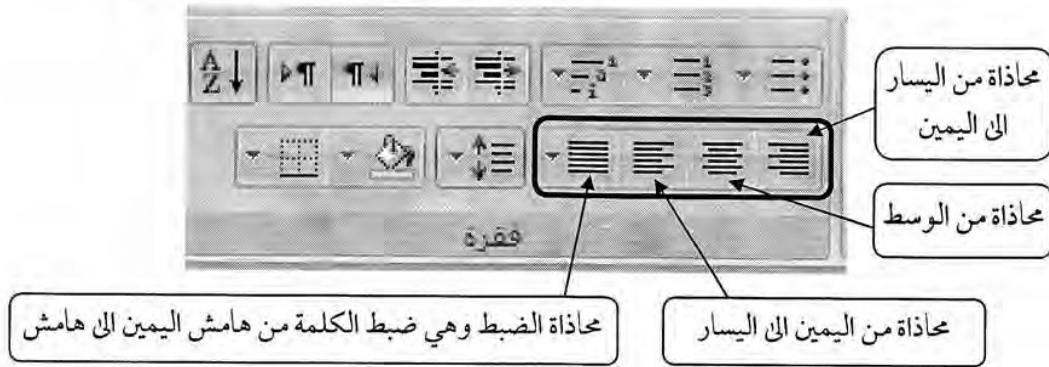 محاذاة من اليسار
الى اليمين
محاذاة من الوسط
فقرة
محاذاة من اليمين الى اليسار
محاذاة الضبط وهي ضبط الكلمة من هامش اليمين الى هامش
A
Z
¶
¶